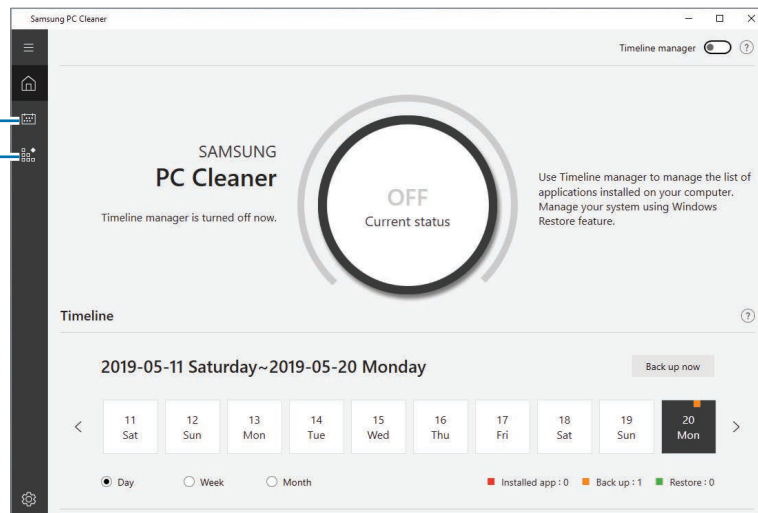 Samsung PC Cleaner
Timeline manager
?
SAMSUNG
PC Cleaner
Timeline manager is turned off now.
OFF
Current status
Use Timeline manager to manage the list of
applications installed on your computer.
Manage your system using Windows
Restore feature.
Timeline
?
2019-05-11 Saturday~2019-05-20 Monday
Back up now
11 12 13 14 15 16 17 18 19 20
Sat Sun Mon Tue Wed Thu Fri Sat Sun Mon
Day Week Month
Installed app : 0 Back up : 1 Restore : 0